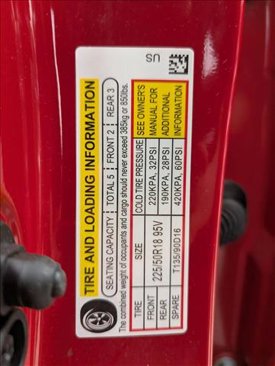 TIRE AND LOADING INFORMATION
SEATING CAPACITY TOTAL 5 FRONT 2 REAR 3
The combined weight of occupants and cargo should never exceed 385kg or 850lbs.
TIRE SIZE COLD TIRE PRESSURE SEE OWNER'S
FRONT 225/50R18 95V 220KPA, 32PSI MANUAL FOR
REAR 190KPA, 28PSI ADDITIONAL
SPARE T135/90D16 420KPA, 60PSI INFORMATION
US